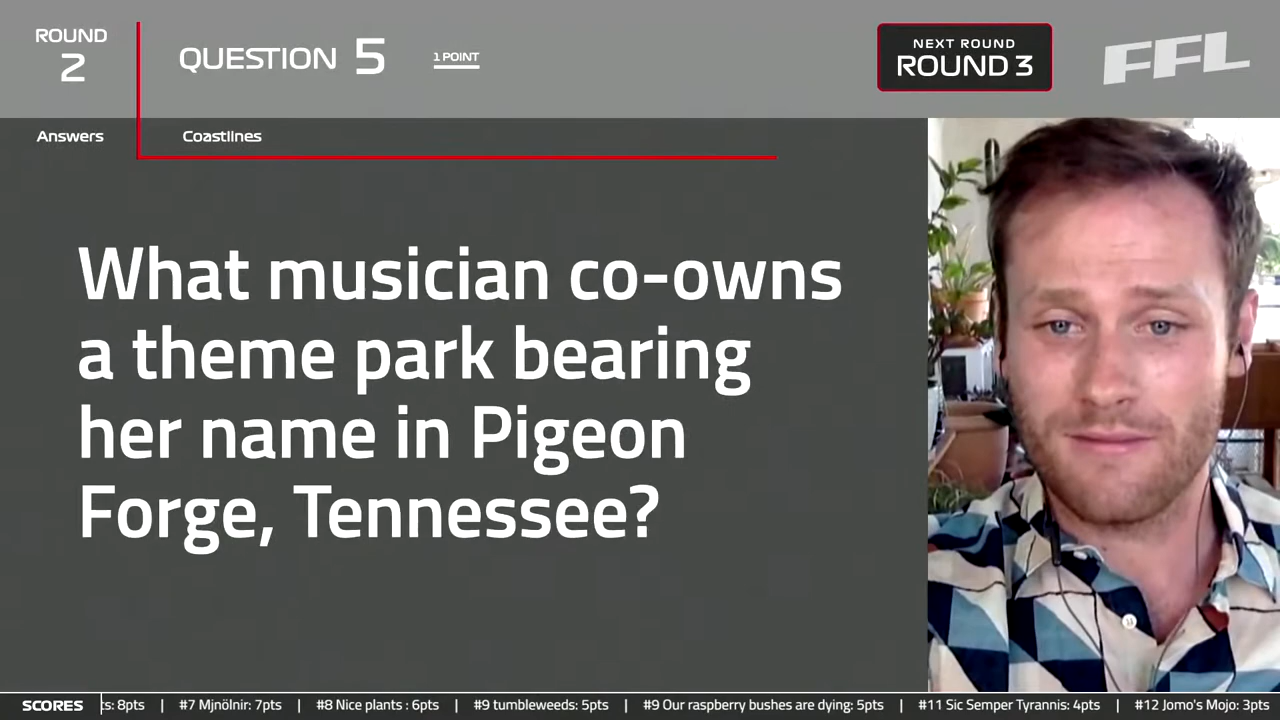 ROUND
2
QUESTION 5
1 POINT
NEXT ROUND
ROUND 3
FFL
Answers
Coastlines
What musician co-owns
a theme park bearing
her name in Pigeon
Forge, Tennessee?
SCORES
ts: 8pts | #7 Mjnölnir: 7pts | #8 Nice plants : 6pts | #9 tumbleweeds: 5pts | #9 Our raspberry bushes are dying: 5pts | #11 Sic Semper Tyrannis: 4pts | #12 Jomo's Mojo: 3pts